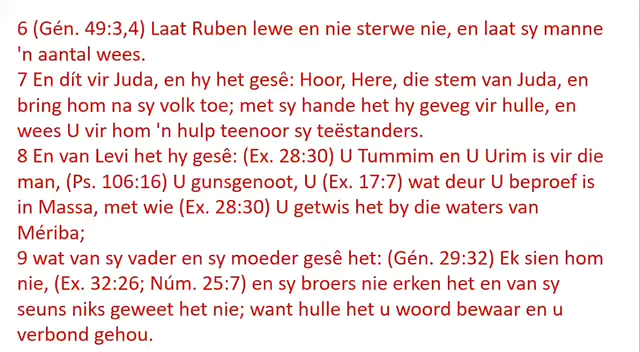 6 (Gén. 49:3,4) Laat Ruben lewe en nie sterwe nie, en laat sy manne
'n aantal wees.
7 En dít vir Juda, en hy het gesê: Hoor, Here, die stem van Juda, en
bring hom na sy volk toe; met sy hande het hy geveg vir hulle, en
wees U vir hom 'n hulp teenoor sy teëstanders.
8 En van Levi het hy gesê: (Ex. 28:30) U Tummim en U Urim is vir die
man, (Ps. 106:16) U gunsgenoot, U (Ex. 17:7) wat deur U beproef is
in Massa, met wie (Ex. 28:30) U getwis het by die waters van
Mériba;
9 wat van sy vader en sy moeder gesê het: (Gén. 29:32) Ek sien hom
nie, (Ex. 32:26; Núm. 25:7) en sy broers nie erken het en van sy
seuns niks geweet het nie; want hulle het u woord bewaar en u
verbond gehou.